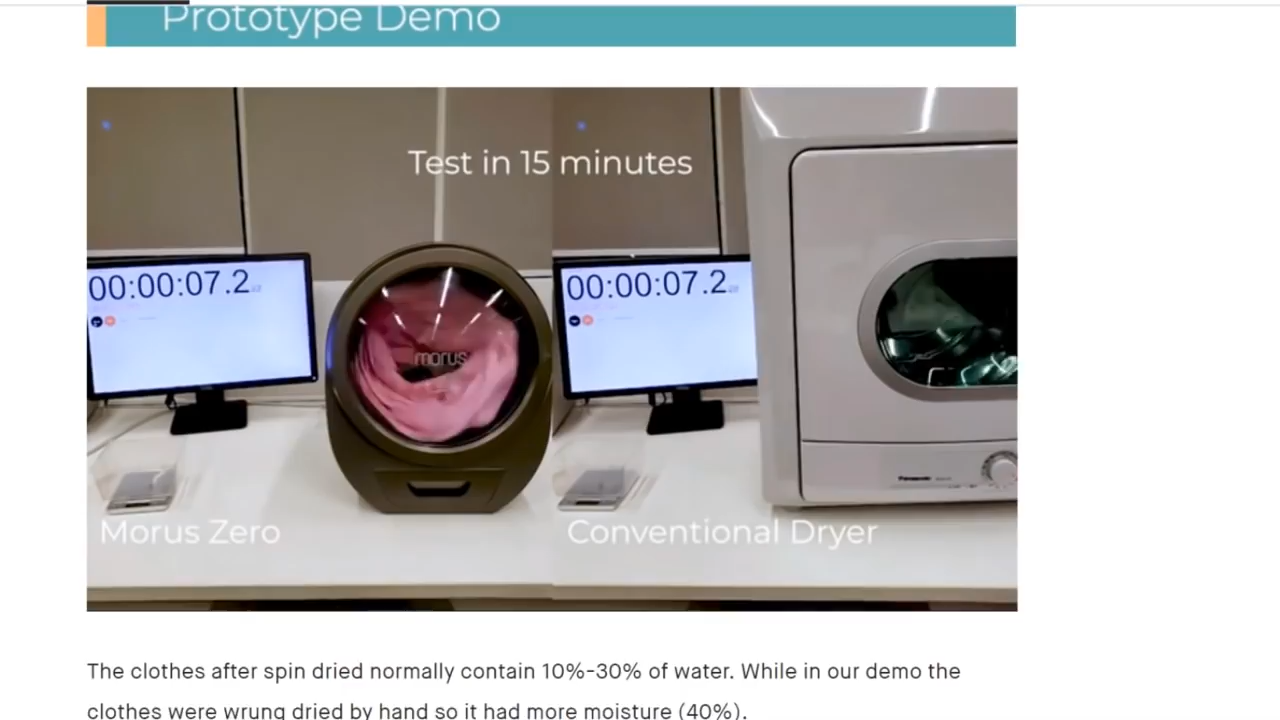 Prototype Demo
Test in 15 minutes
00:00:07.2
00:00:07.2
morus
Panasonic
Morus Zero
Conventional Dryer
The clothes after spin dried normally contain 10%-30% of water. While in our demo the
clothes were wrung dried by hand so it had more moisture (40%).